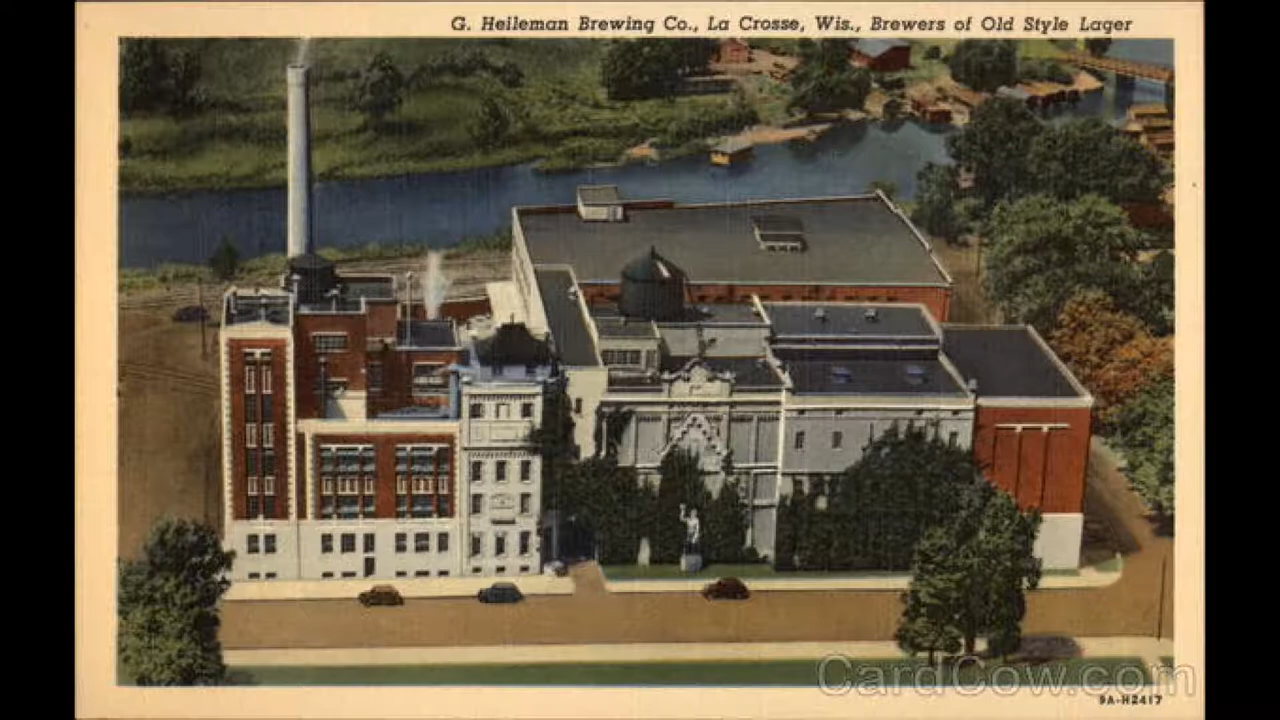 G. Heileman Brewing Co., La Crosse, Wis., Brewers of Old Style Lager
CardCow.com
9A-H2417